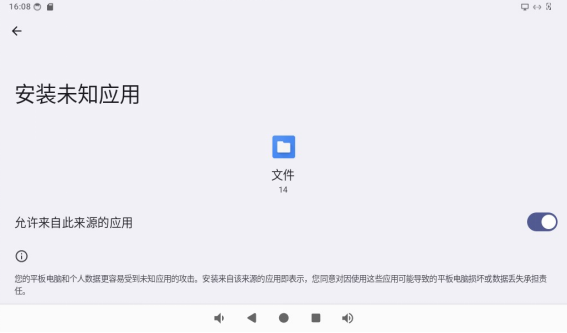 16:08
安装未知应用
文件
14
允许来自此来源的应用
您的平板电脑和个人数据更容易受到未知应用的攻击。安装来自该来源的应用即表示，您同意对因使用这些应用可能导致的平板电脑损坏或数据丢失承担责
任。